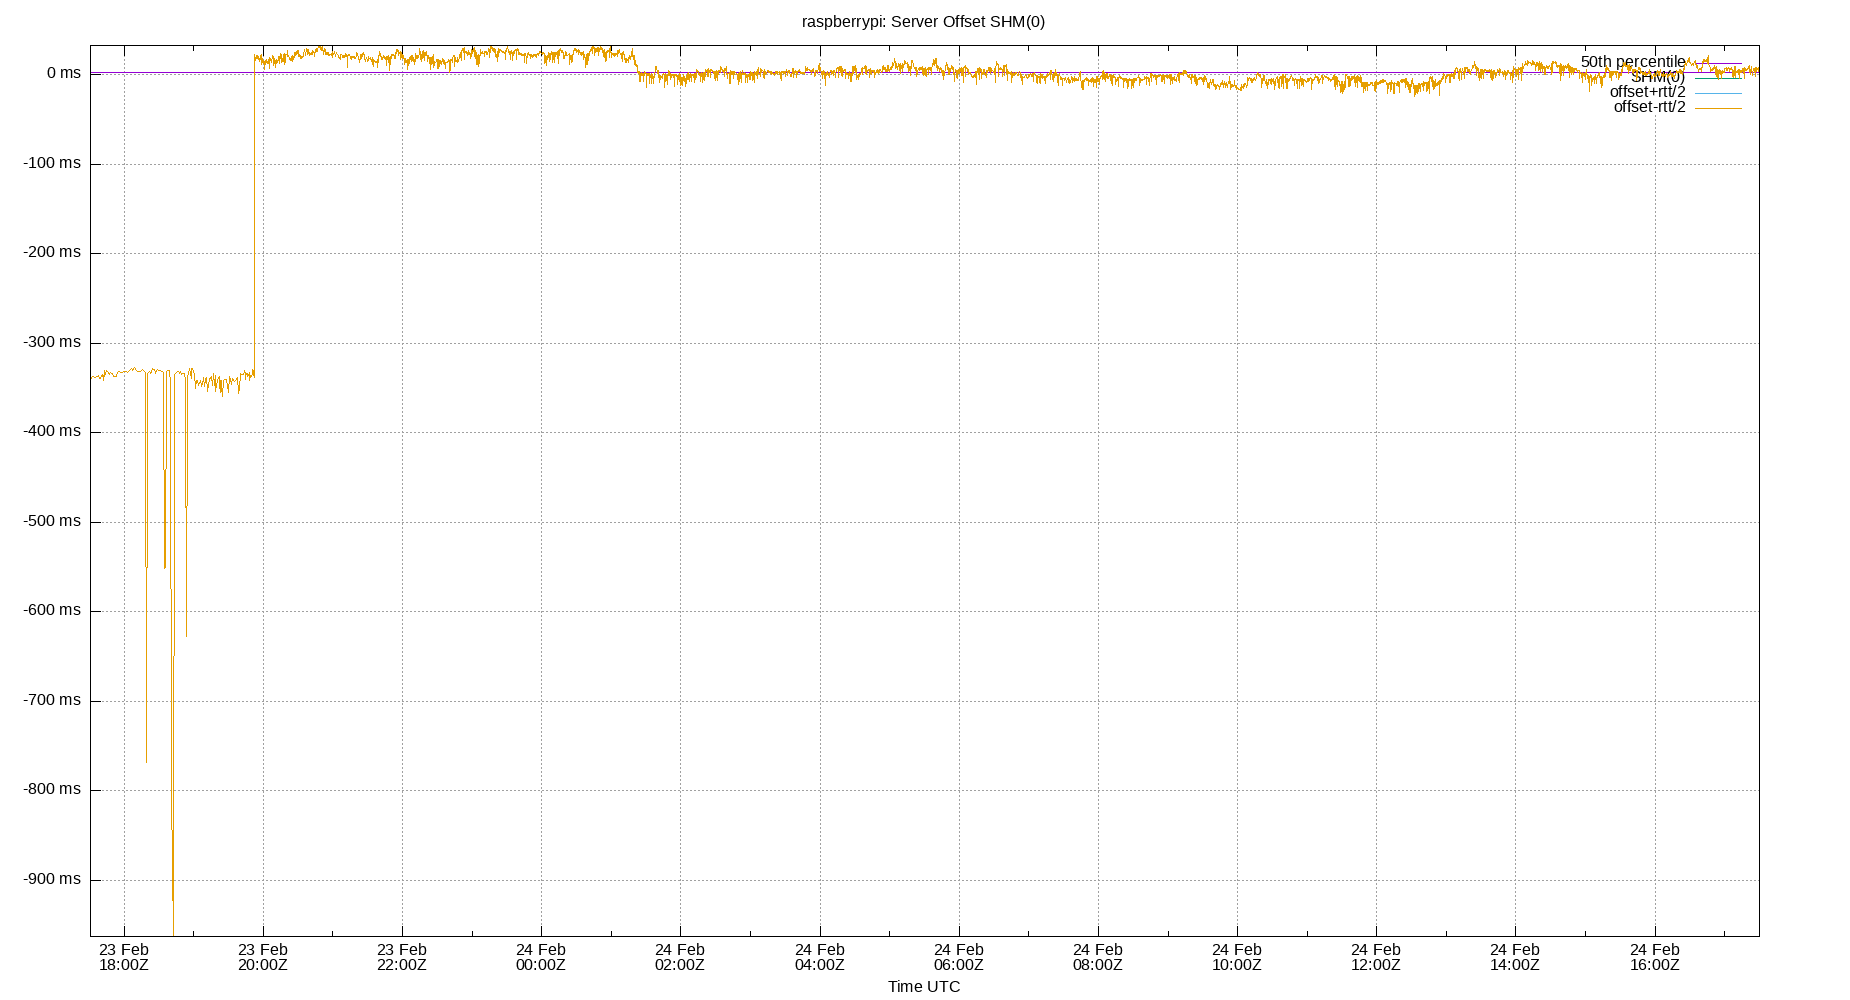 raspberrypi: Server Offset SHM(0)
0 ms
-100 ms
-200 ms
-300 ms
-400 ms
-500 ms
-600 ms
-700 ms
-800 ms
-900 ms
50th percentile
SHM(0)
offset+rtt/2
offset-rtt/2
23 Feb 23 Feb 23 Feb 24 Feb 24 Feb 24 Feb 24 Feb 24 Feb 24 Feb 24 Feb 24 Feb 24 Feb
18:00Z 20:00Z 22:00Z 00:00Z 02:00Z 04:00Z 06:00Z 08:00Z 10:00Z 12:00Z 14:00Z 16:00Z
Time UTC